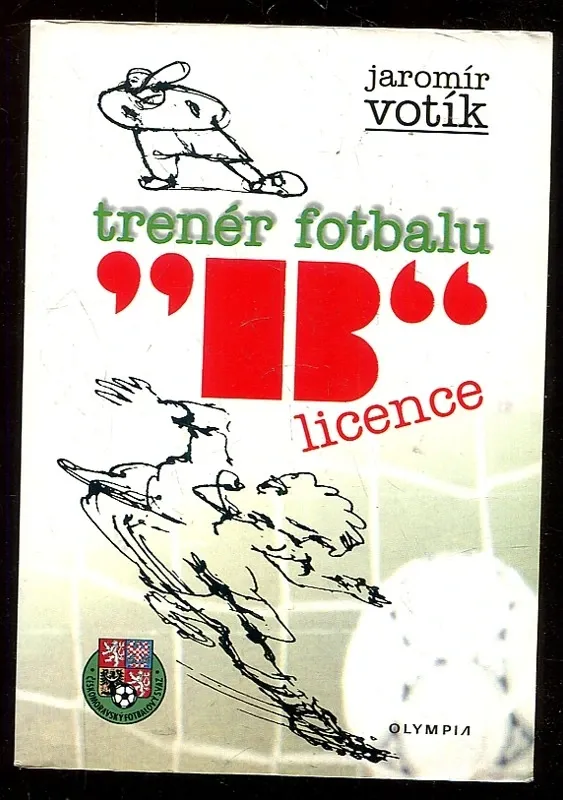 jaromír
votík
trenér fotbalu
”B“
licence
ČESKOMORAVSKÝ FOTBALOVÝ SVAZ
OLYMPIA